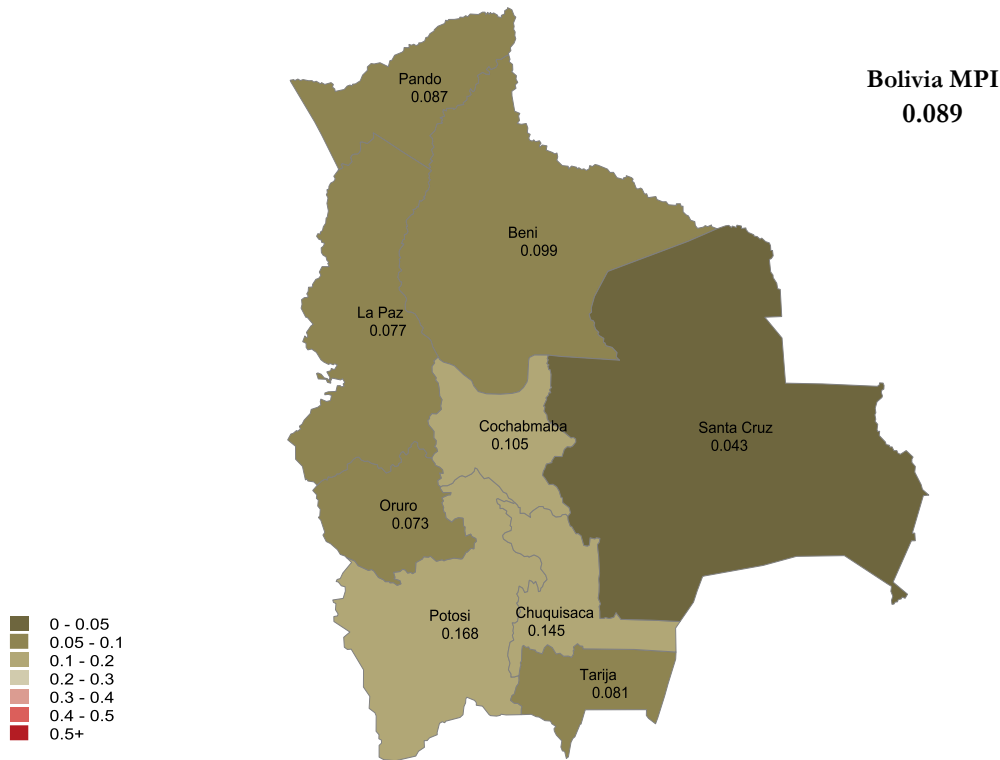 Bolivia MPI
0.089
Pando
0.087
Beni
0.099
La Paz
0.077
Cochabmaba
0.105
Santa Cruz
0.043
Oruro
0.073
Potosi
0.168
Chuquisaca
0.145
Tarija
0.081
0 - 0.05
0.05 - 0.1
0.1 - 0.2
0.2 - 0.3
0.3 - 0.4
0.4 - 0.5
0.5+